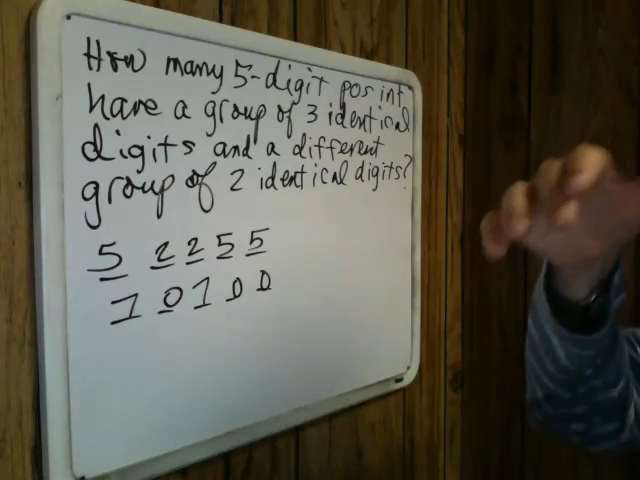 How many 5-digit pos int
have a group of 3 identical
digits and a different
group of 2 identical digits?
5 2 2 5 5
1 0 1 0 0